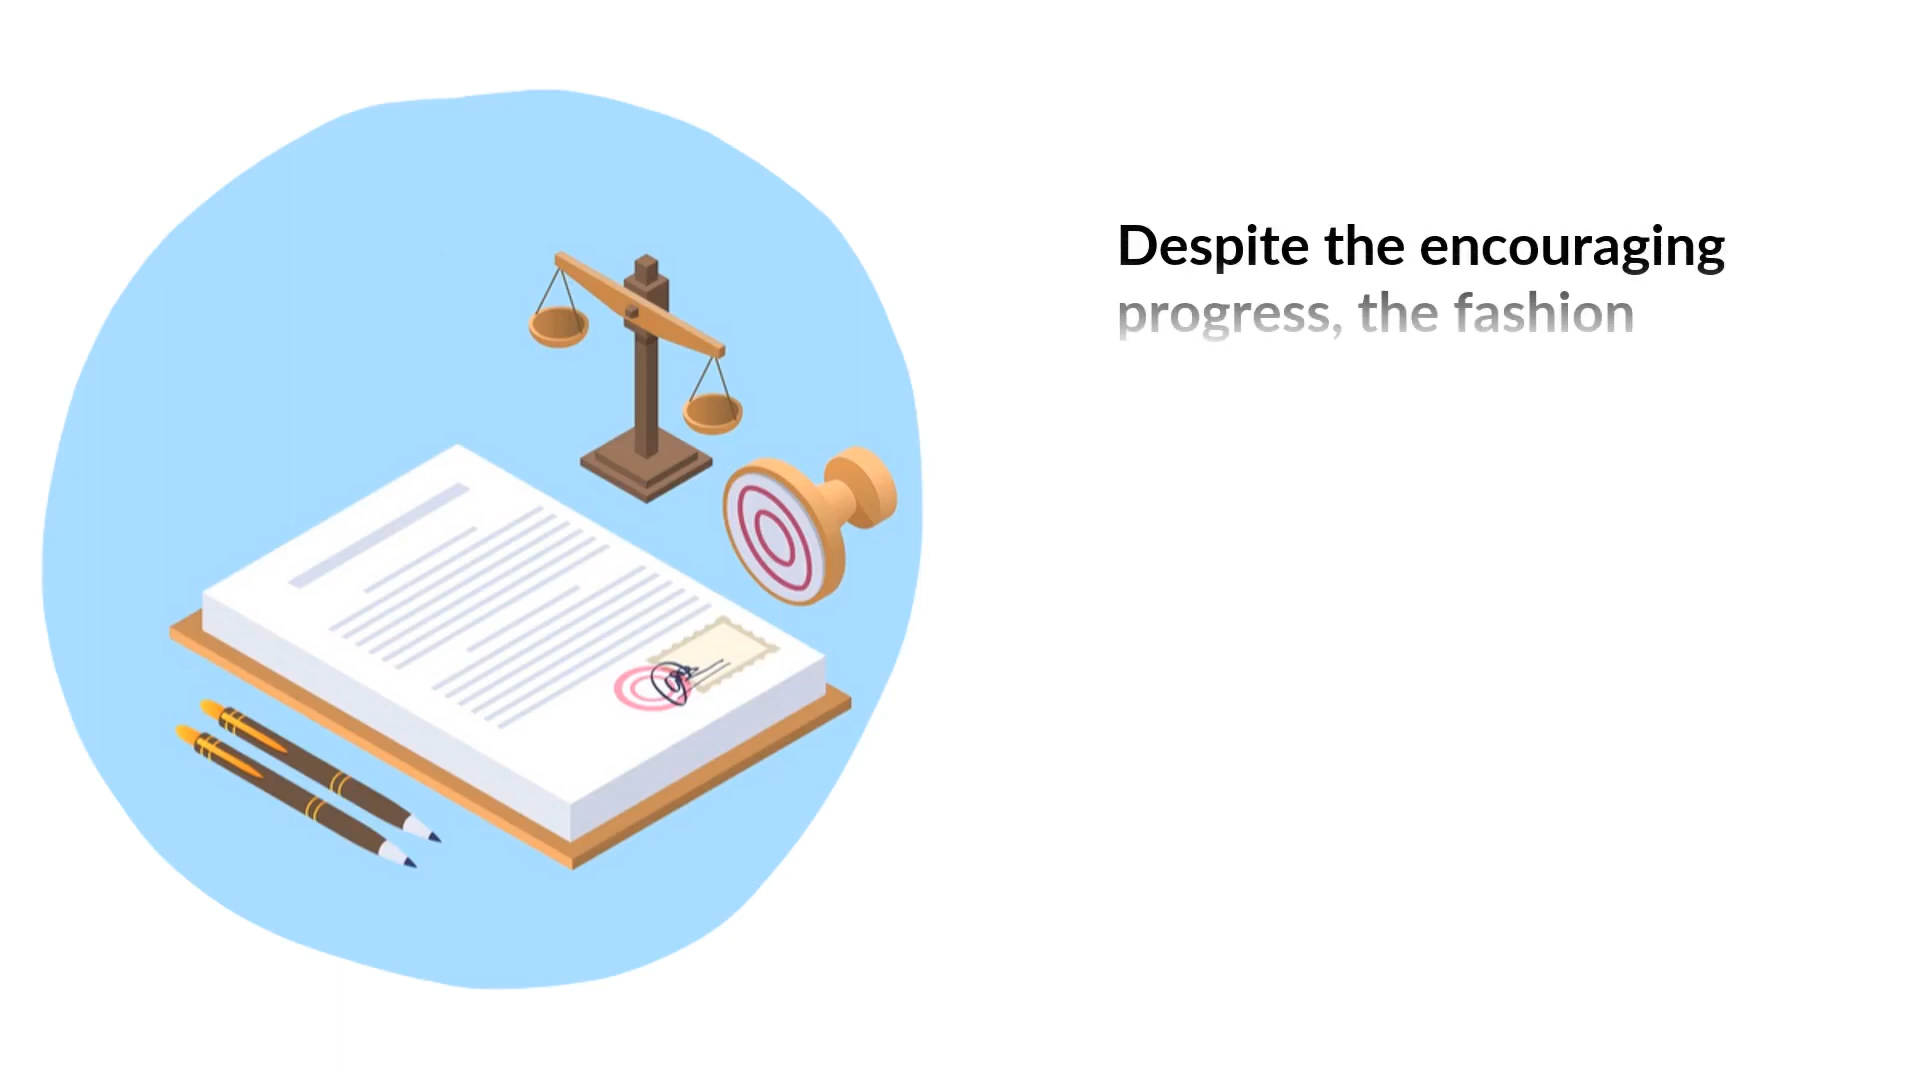 Despite the encouraging
progress, the fashion